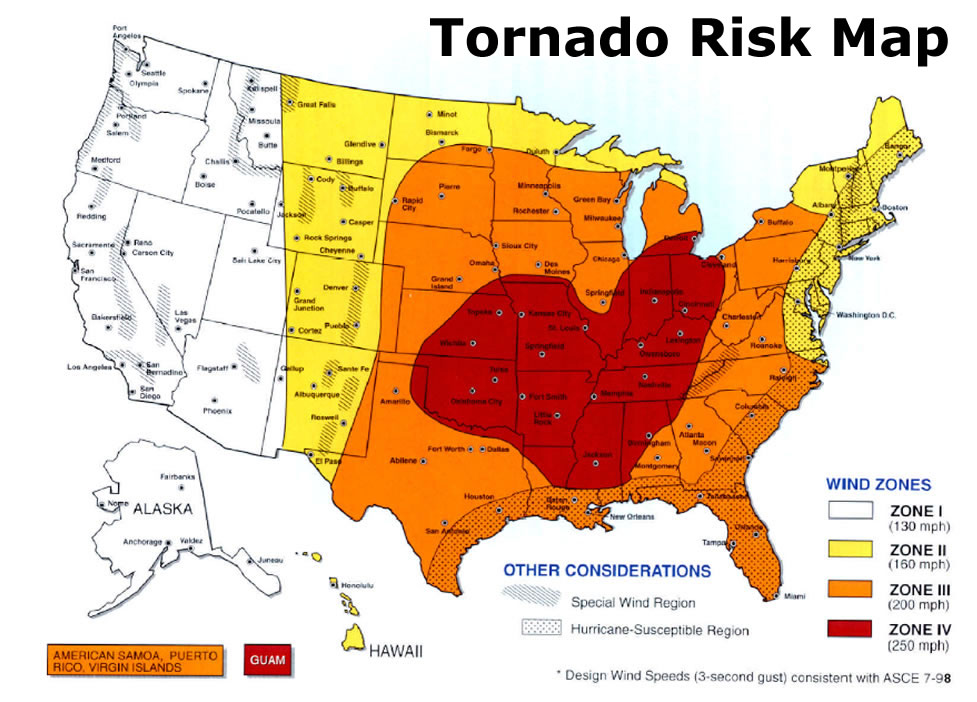 Tornado Risk Map
Port
Angeles
Seattle
Olympia
Spokane
Kalispell
Great Falls
Missoula
Butte
Portland
Salem
Medford
Challis
Boise
Pocatello
Jackson
Redding
Glendive
Billings
Cody
Buffalo
Casper
Rock Springs
Cheyenne
Minot
Bismarck
Fargo
Duluth
Pierre
Rapid
City
Minneapolis
Rochester
Green Bay
Milwaukee
Sioux City
Omaha
Des
Moines
Chicago
Grand
Island
Springfield
Detroit
Cleveland
Buffalo
Albany
Montpelier
Bangor
Boston
New York
Harrisburg
Washington D.C.
Sacramento
San
Francisco
Reno
Carson City
Salt Lake City
Bakersfield
Las
Vegas
Los Angeles
San
Bernadino
San
Diego
Flagstaff
Phoenix
Grand
Junction
Denver
Pueblo
Cortez
Gallup
Santa Fe
Albuquerque
Roswell
El Paso
Topeka
Kansas City
St. Louis
Wichita
Springfield
Indianapolis
Cincinnati
Lexington
Owensboro
Charleston
Roanoke
Raleigh
Tulsa
Oklahoma City
Fort Smith
Little
Rock
Memphis
Nashville
Amarillo
Abilene
Fort Worth
Dallas
Jackson
Birmingham
Montgomery
Atlanta
Macon
Columbia
Savannah
Houston
San Antonio
Baton
Rouge
New Orleans
Tallahassee
Orlando
Tampa
Miami
Fairbanks
Nome
ALASKA
Anchorage
Valdez
Juneau
Honolulu
HAWAII
WIND ZONES
ZONE I
(130 mph)
ZONE II
(160 mph)
ZONE III
(200 mph)
ZONE IV
(250 mph)
OTHER CONSIDERATIONS
Special Wind Region
Hurricane-Susceptible Region
AMERICAN SAMOA, PUERTO
RICO, VIRGIN ISLANDS
GUAM
* Design Wind Speeds (3-second gust) consistent with ASCE 7-98